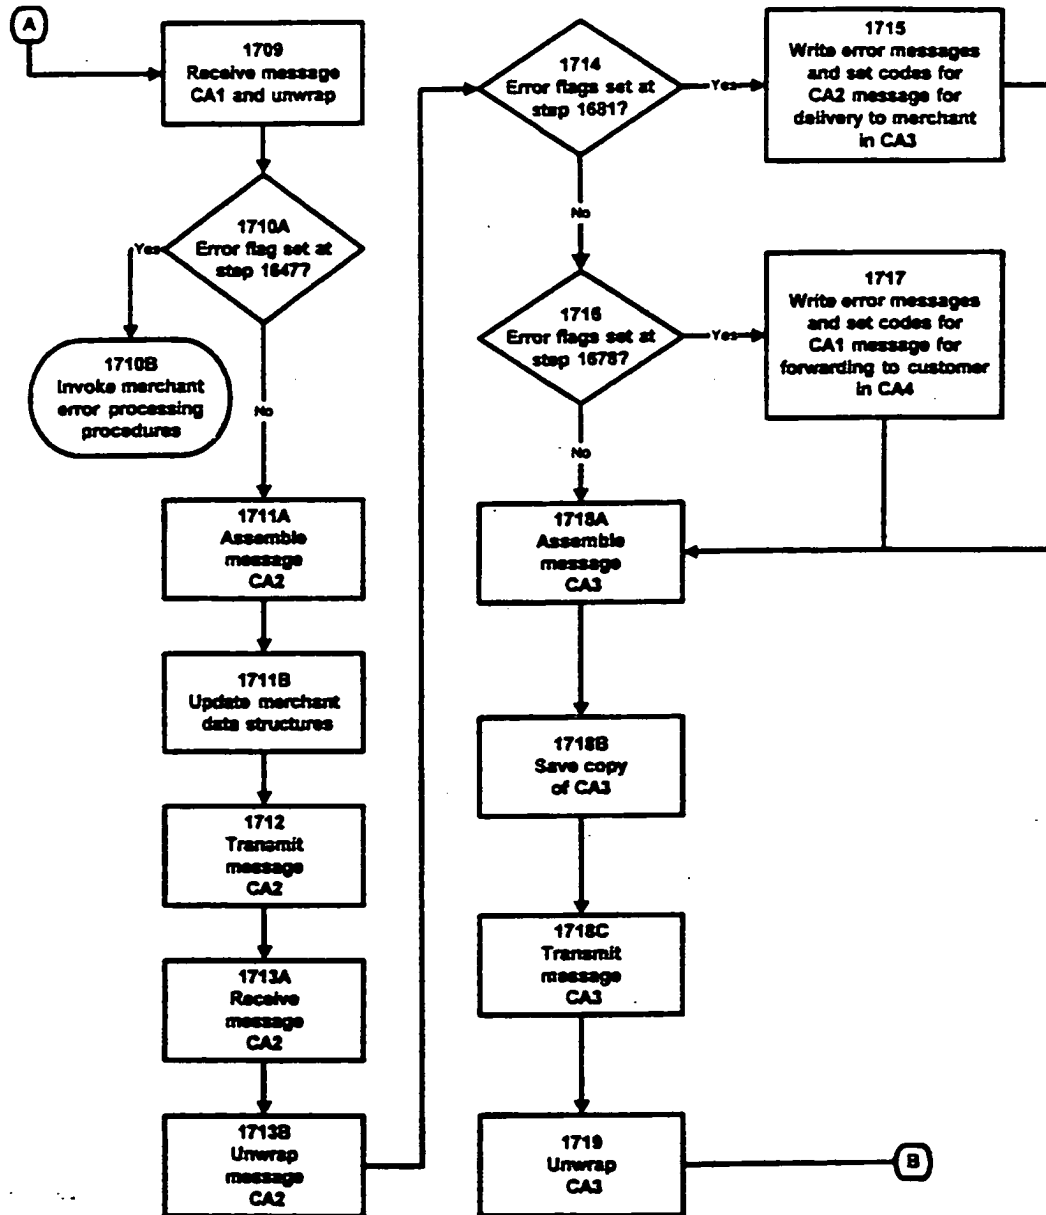 A
1709
Receive message
CA1 and unwrap
1710A
Error flag set at
step 1647?
Yes
1710B
Invoke merchant
error processing
procedures
No
1711A
Assemble
message
CA2
1711B
Update merchant
data structures
1712
Transmit
message
CA2
1713A
Receive
message
CA2
1713B
Unwrap
message
CA2
1714
Error flags set at
step 1681?
Yes
1715
Write error messages
and set codes for
CA2 message for
delivery to merchant
in CA3
No
1716
Error flags set at
step 1678?
Yes
1717
Write error messages
and set codes for
CA1 message for
forwarding to customer
in CA4
No
1718A
Assemble
message
CA3
1718B
Save copy
of CA3
1718C
Transmit
message
CA3
1719
Unwrap
CA3
B